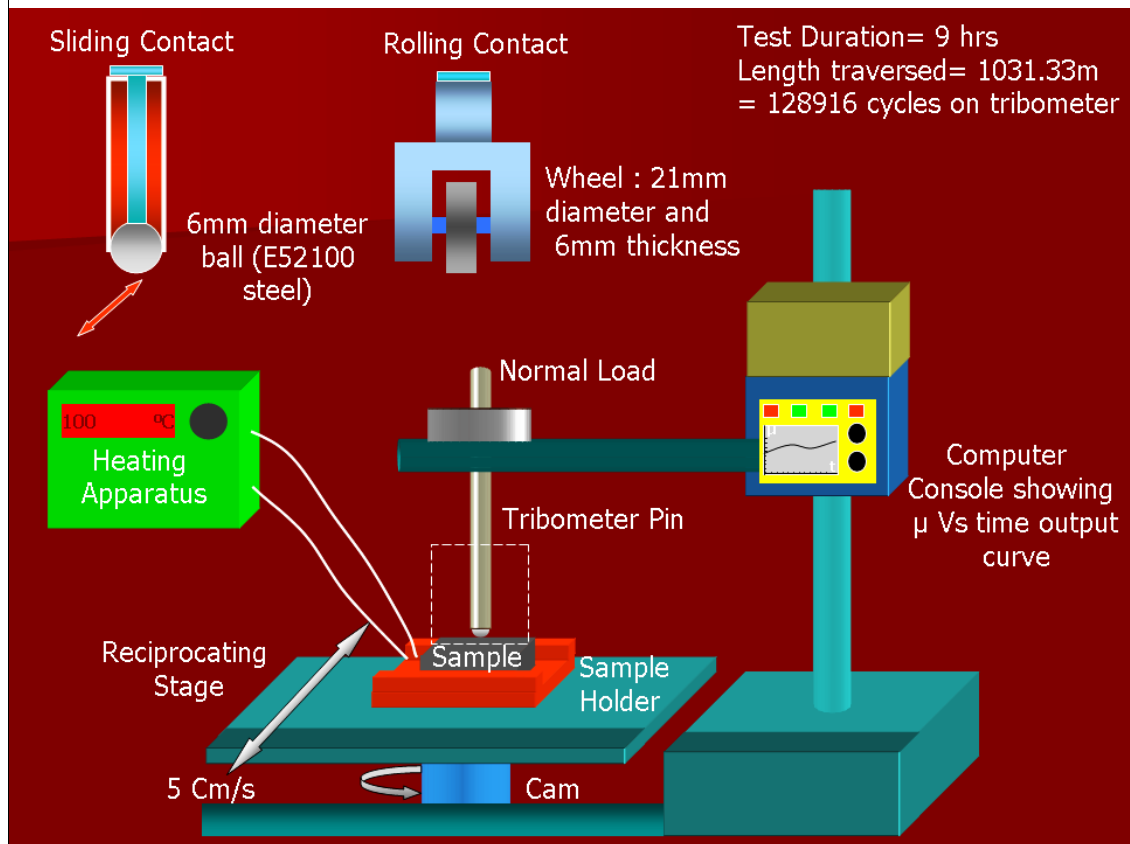 Sliding Contact
Rolling Contact
Test Duration= 9 hrs
Length traversed= 1031.33m
= 128916 cycles on tribometer
6mm diameter
ball (E52100
steel)
Wheel : 21mm
diameter and
6mm thickness
Normal Load
100 ºC
Heating
Apparatus
µ
t
Computer
Console showing
µ Vs time output
curve
Tribometer Pin
Reciprocating
Stage
Sample
Sample
Holder
5 Cm/s
Cam